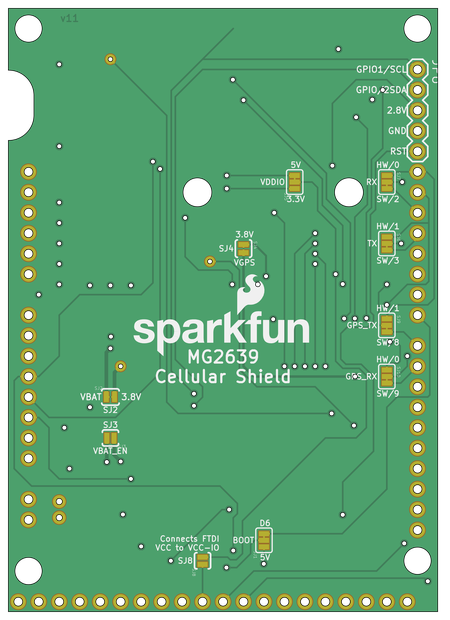 v11
GPIO1/SCL
GPIO/2SDA
2.8V
GND
RST
5V
VDDIO
3.3V
HW/0
RX
SW/2
3.8V
SJ4
VGPS
HW/1
TX
SW/3
HW/1
GPS_TX
SW/8
sparkfun
MG2639
Cellular Shield
HW/0
GPS_RX
SW/9
VBAT 3.8V
SJ2
SJ3
VBAT_EN
Connects FTDI
VCC to VCC-IO
SJ8
D6
BOOT
5V